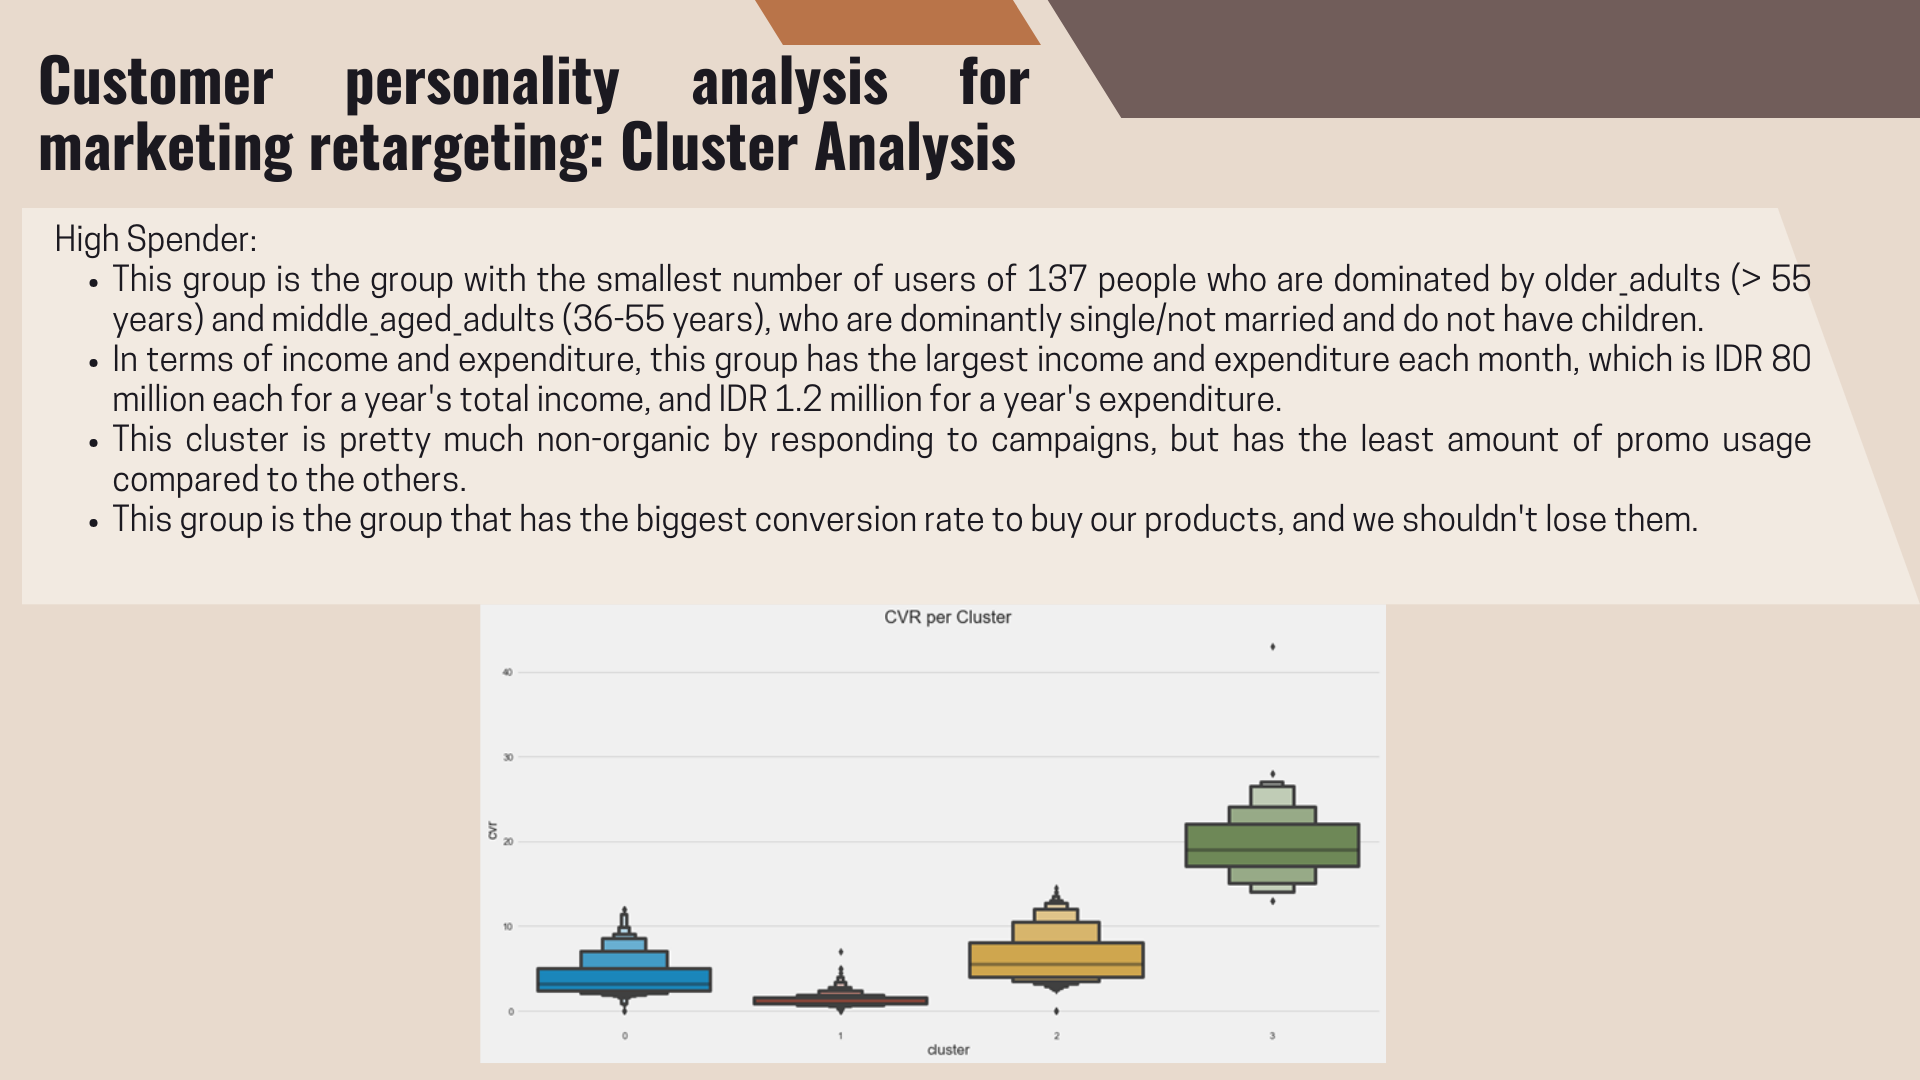 Customer personality analysis for
marketing retargeting: Cluster Analysis
High Spender:
• This group is the group with the smallest number of users of 137 people who are dominated by older_adults (> 55
years) and middle_aged_adults (36-55 years), who are dominantly single/not married and do not have children.
• In terms of income and expenditure, this group has the largest income and expenditure each month, which is IDR 80
million each for a year's total income, and IDR 1.2 million for a year's expenditure.
• This cluster is pretty much non-organic by responding to campaigns, but has the least amount of promo usage
compared to the others.
• This group is the group that has the biggest conversion rate to buy our products, and we shouldn't lose them.
CVR per Cluster
40
30
cvr
20
10
0
0 1 2 3
cluster